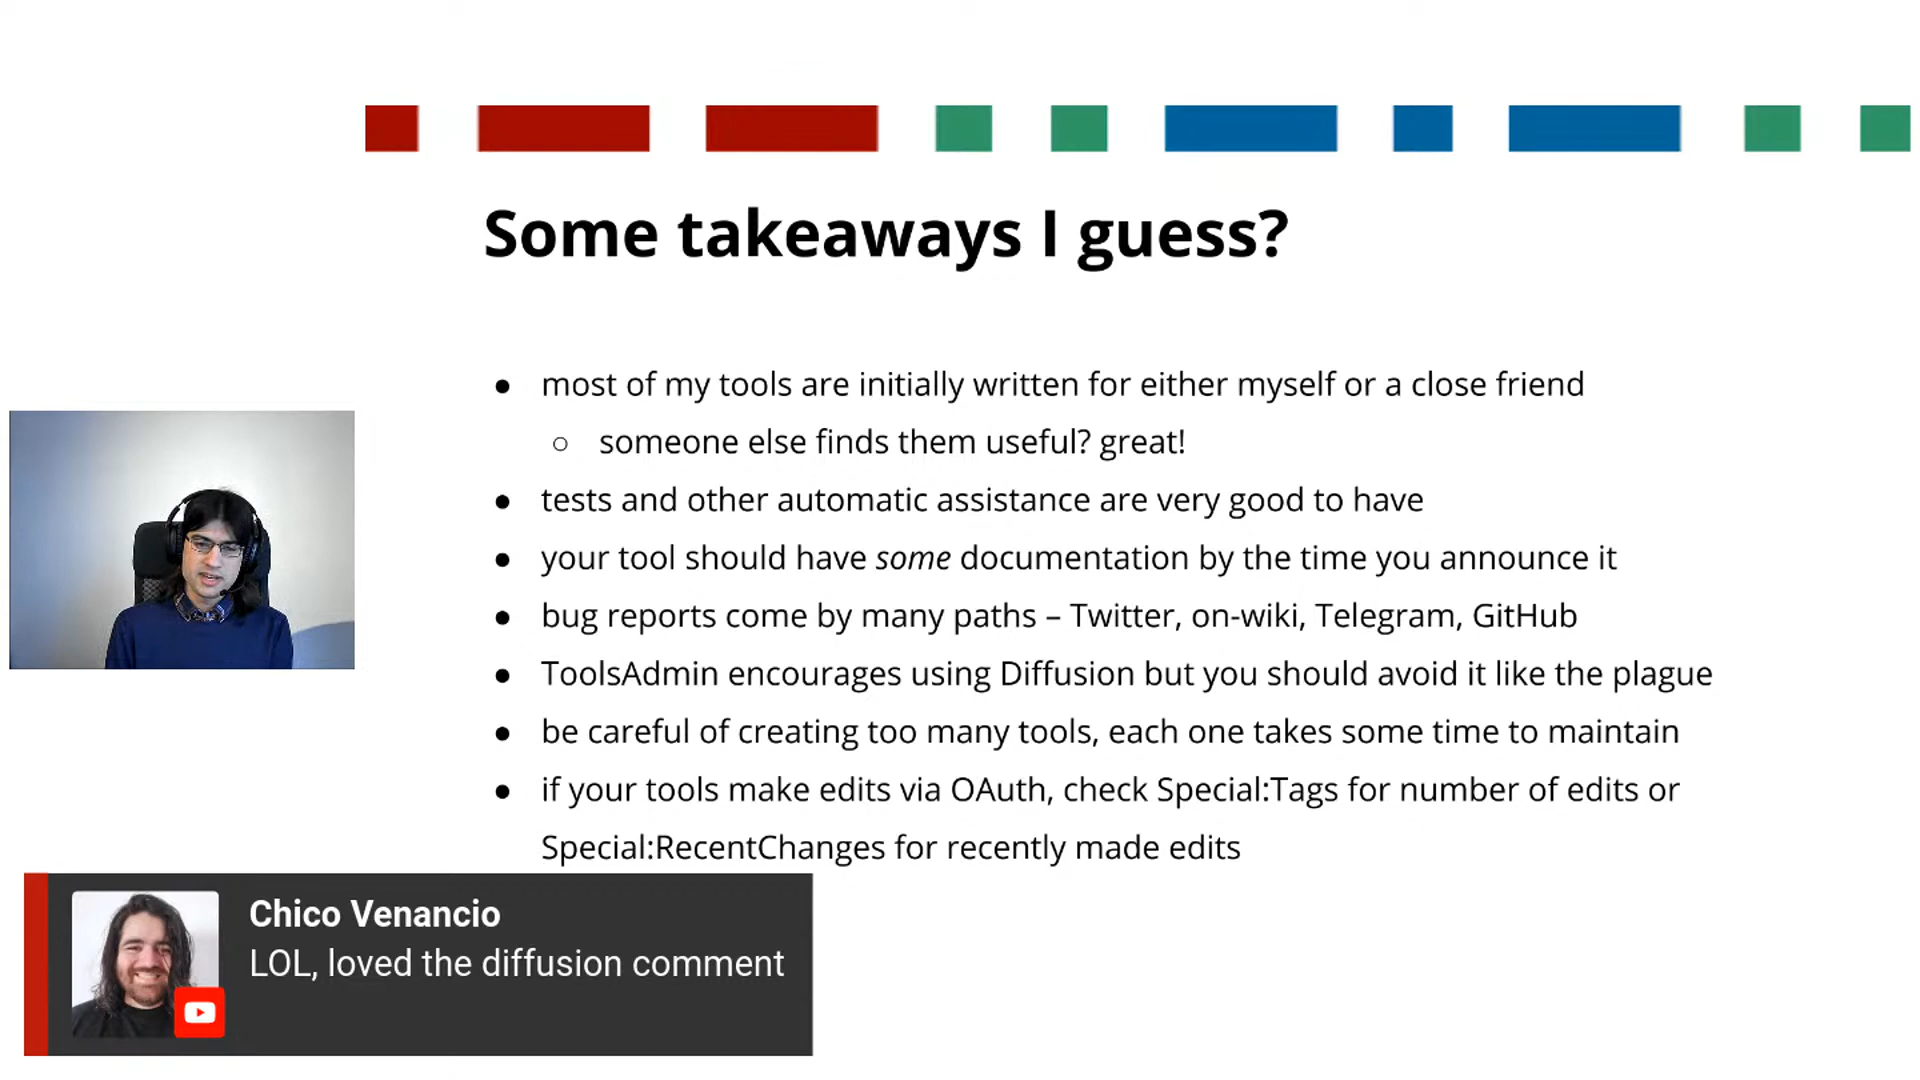 Some takeaways I guess?
● most of my tools are initially written for either myself or a close friend
○ someone else finds them useful? great!
● tests and other automatic assistance are very good to have
● your tool should have some documentation by the time you announce it
● bug reports come by many paths – Twitter, on-wiki, Telegram, GitHub
● ToolsAdmin encourages using Diffusion but you should avoid it like the plague
● be careful of creating too many tools, each one takes some time to maintain
● if your tools make edits via OAuth, check Special:Tags for number of edits or
Special:RecentChanges for recently made edits
Chico Venancio
LOL, loved the diffusion comment